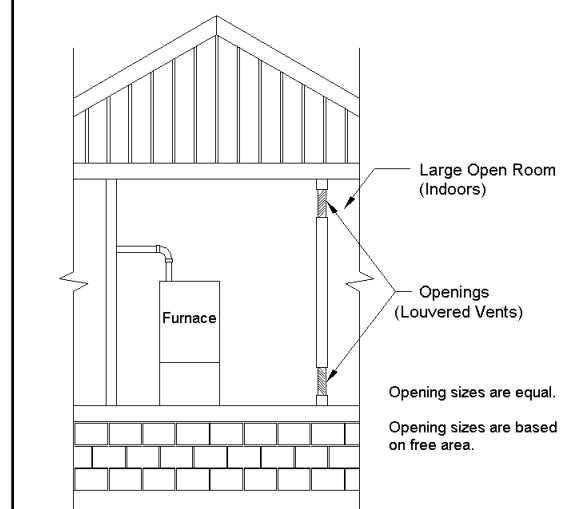 Large Open Room
(Indoors)
Furnace
Openings
(Louvered Vents)
Opening sizes are equal.
Opening sizes are based
on free area.